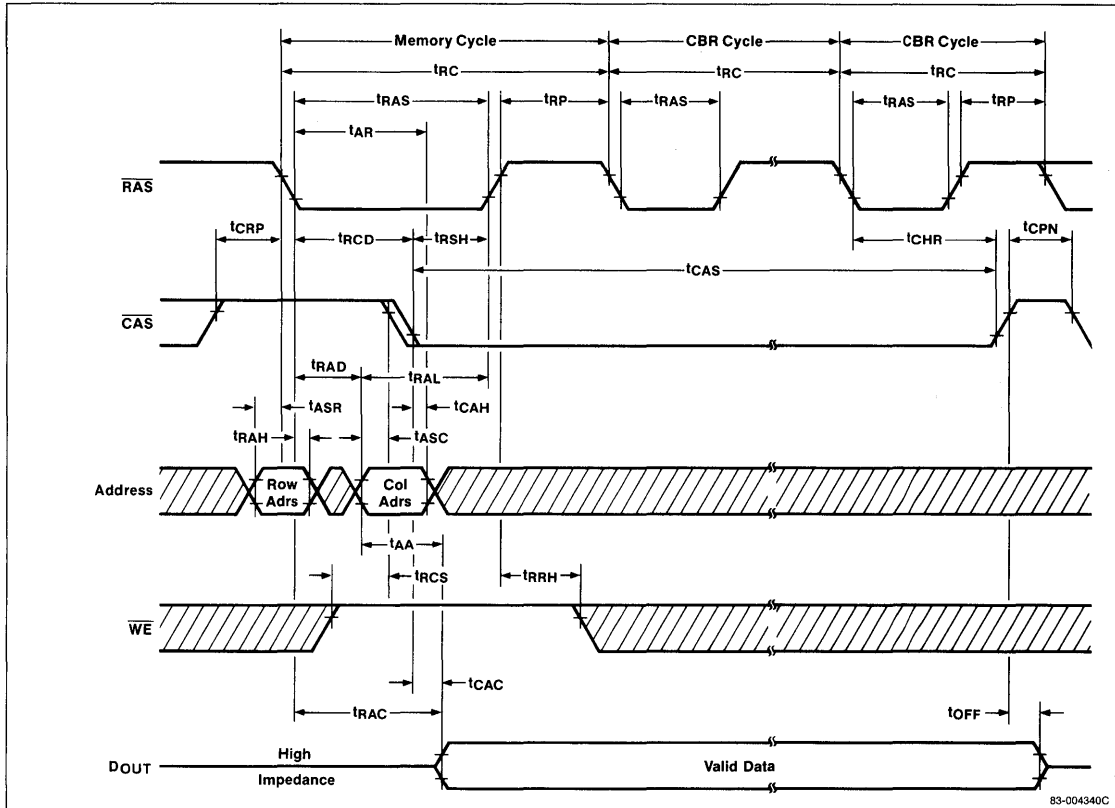 Memory Cycle CBR Cycle CBR Cycle
tRC tRC tRC
tRAS tRP tRAS tRAS tRP
tAR
RAS
tCRP tRCD tRSH tCHR tCPN
tCAS
CAS
tRAD tRAL
tASR tCAH
tRAH tASC
Address Row Adrs Col Adrs
tAA
tRCS tRRH
WE
tCAC
tRAC tOFF
High
DOUT Valid Data
Impedance
83-004340C